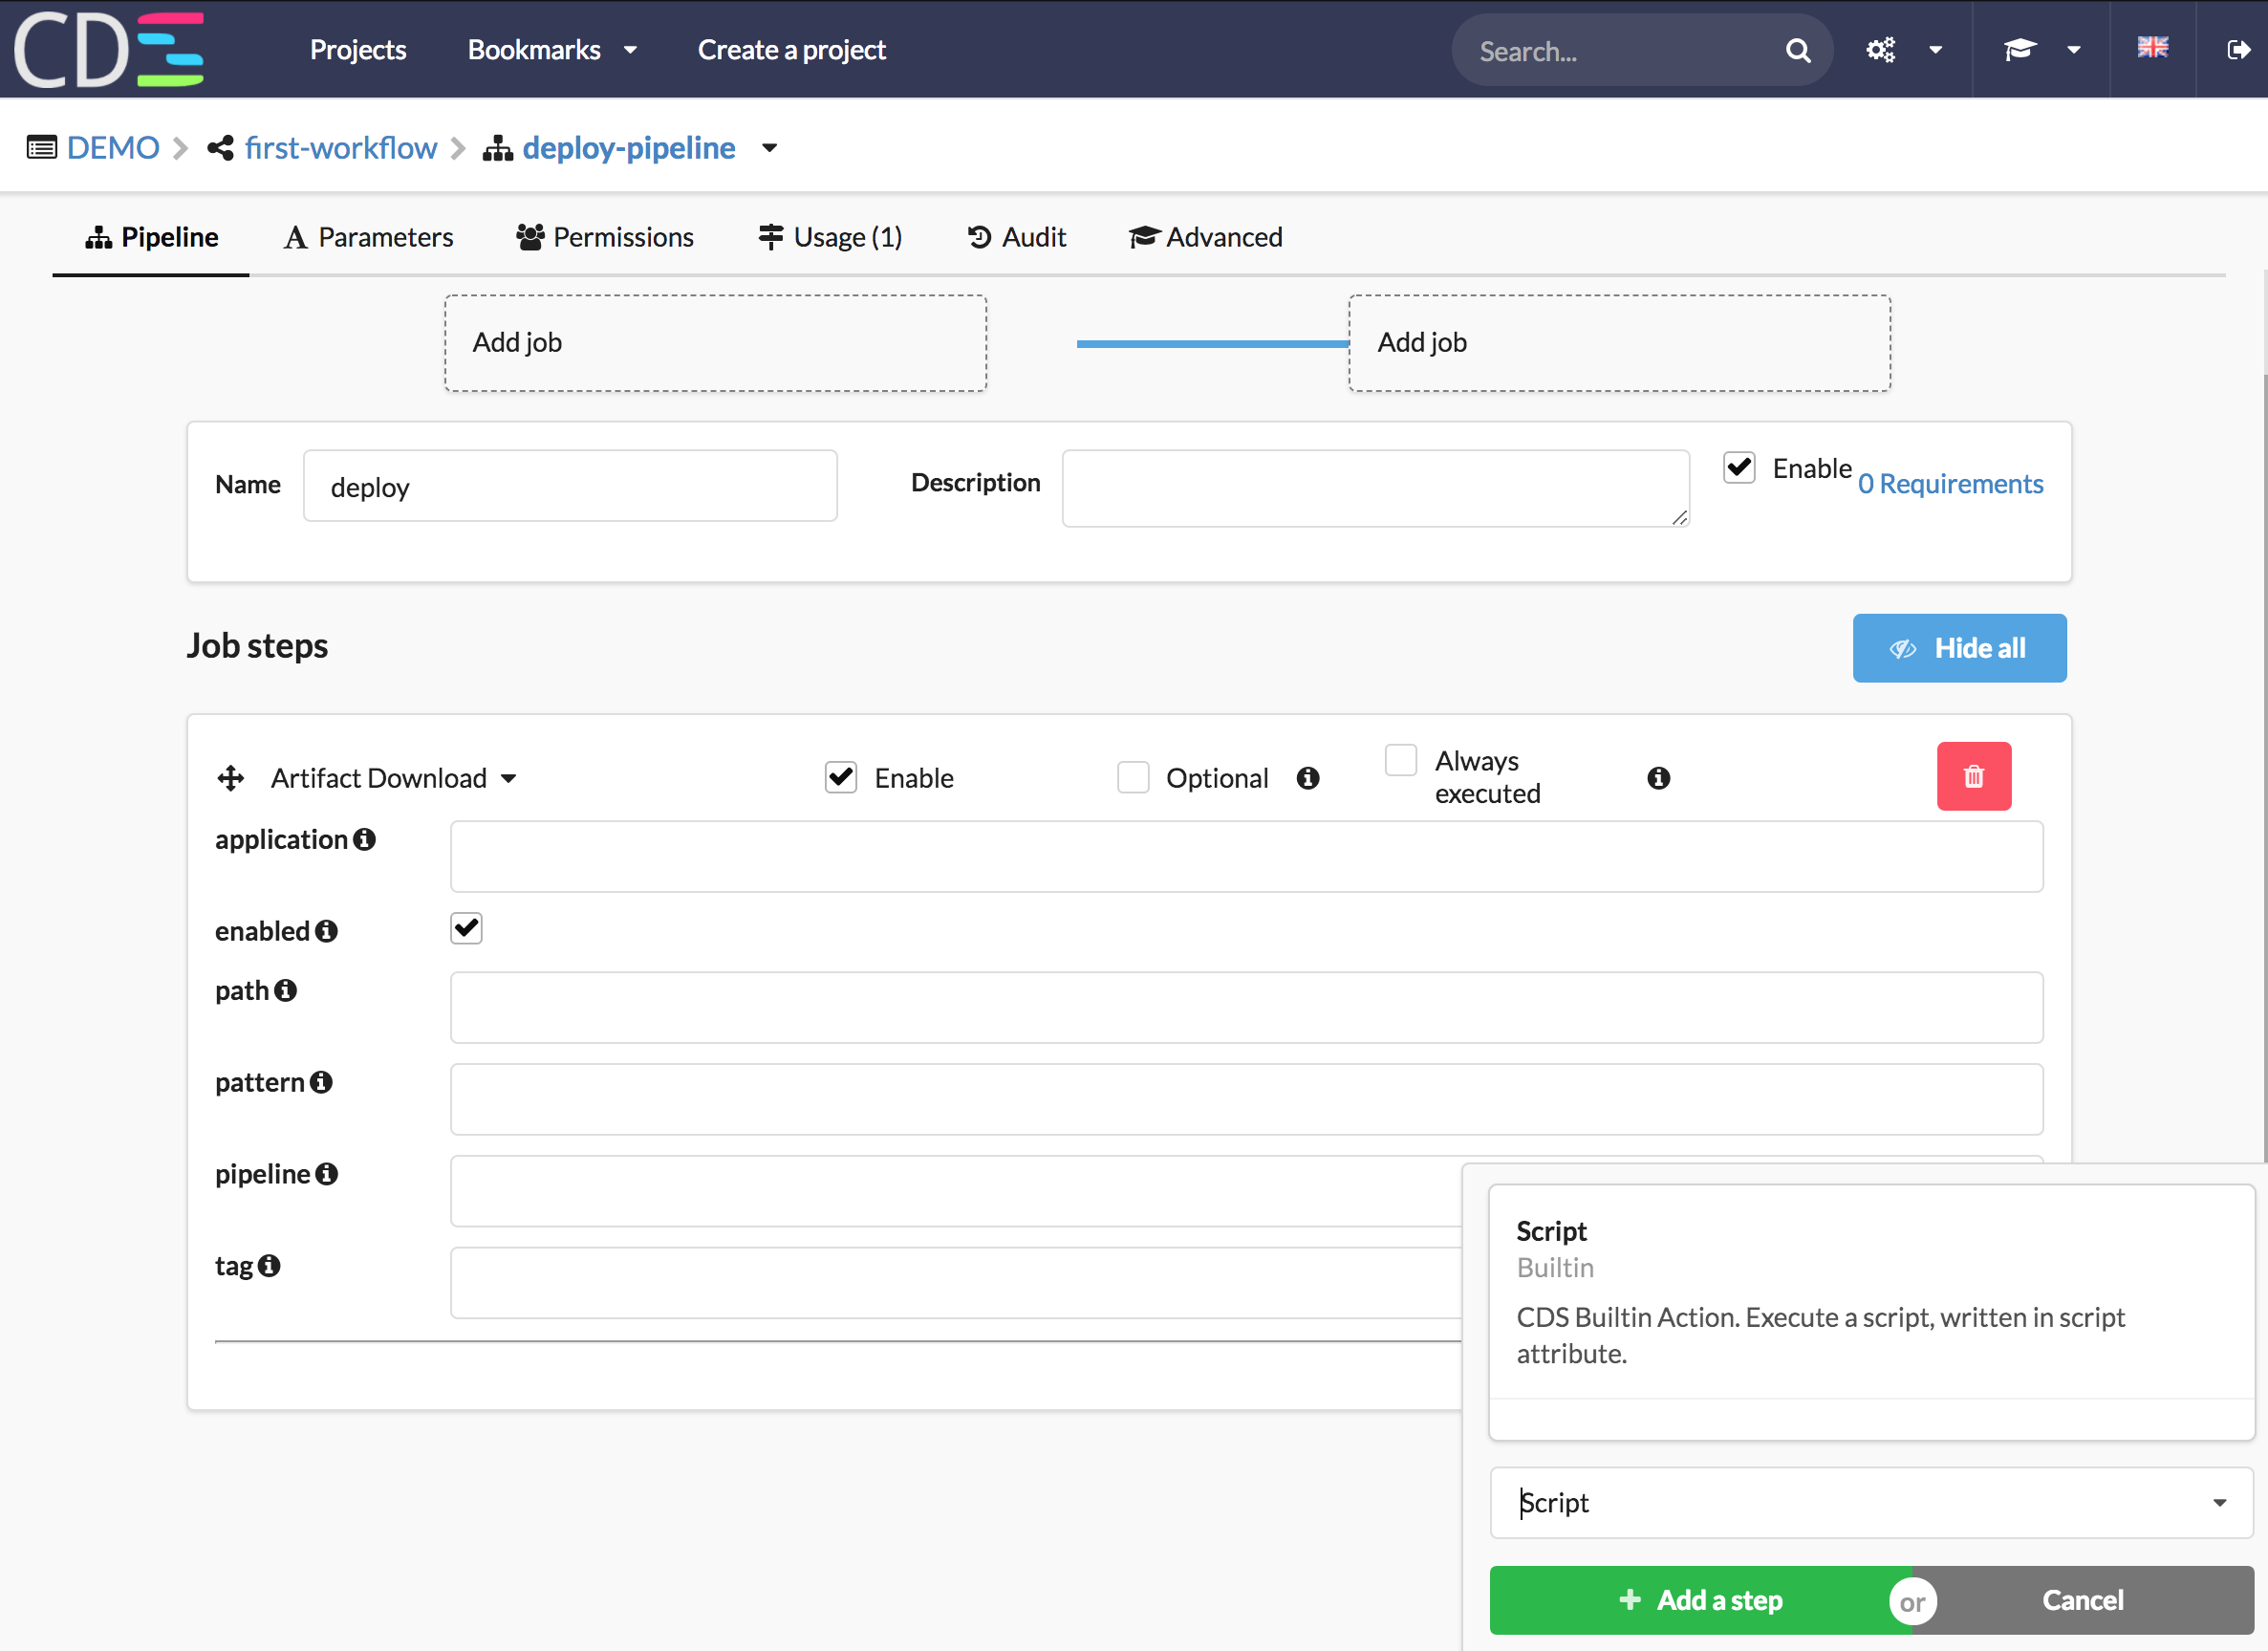 CDS
Projects
Bookmarks
Create a project
Search...
DEMO
first-workflow
deploy-pipeline
Pipeline
Parameters
Permissions
Usage (1)
Audit
Advanced
Add job
Add job
Name
deploy
Description
Enable
0 Requirements
Job steps
Hide all
Artifact Download
Enable
Optional
Always
executed
application
enabled
path
pattern
pipeline
tag
Script
Builtin
CDS Builtin Action. Execute a script, written in script
attribute.
Script
Add a step
or
Cancel